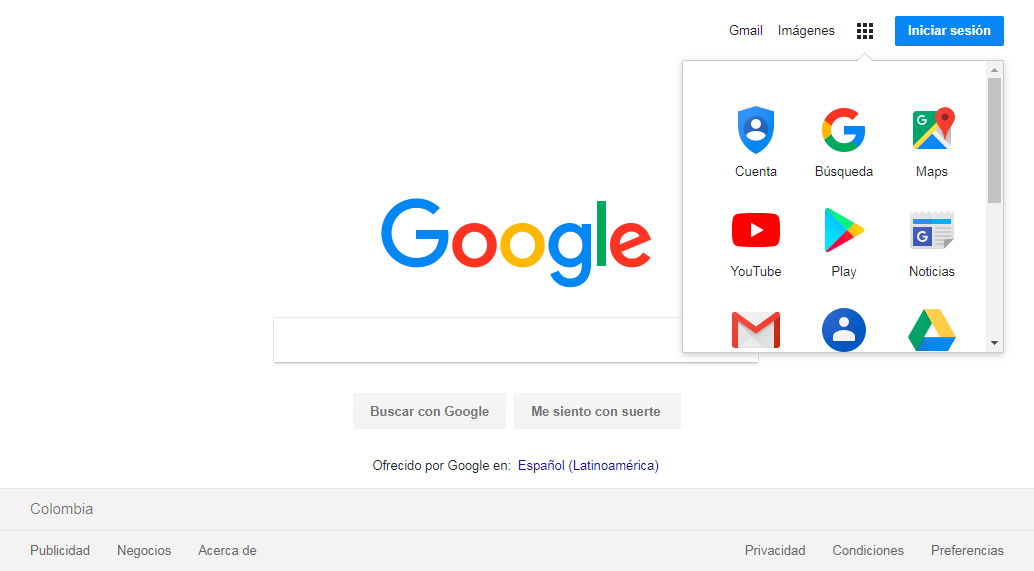 Gmail Imágenes Iniciar sesión
Cuenta Búsqueda Maps
YouTube Play Noticias
Google
Buscar con Google Me siento con suerte
Ofrecido por Google en: Español (Latinoamérica)
Colombia
Publicidad Negocios Acerca de Privacidad Condiciones Preferencias